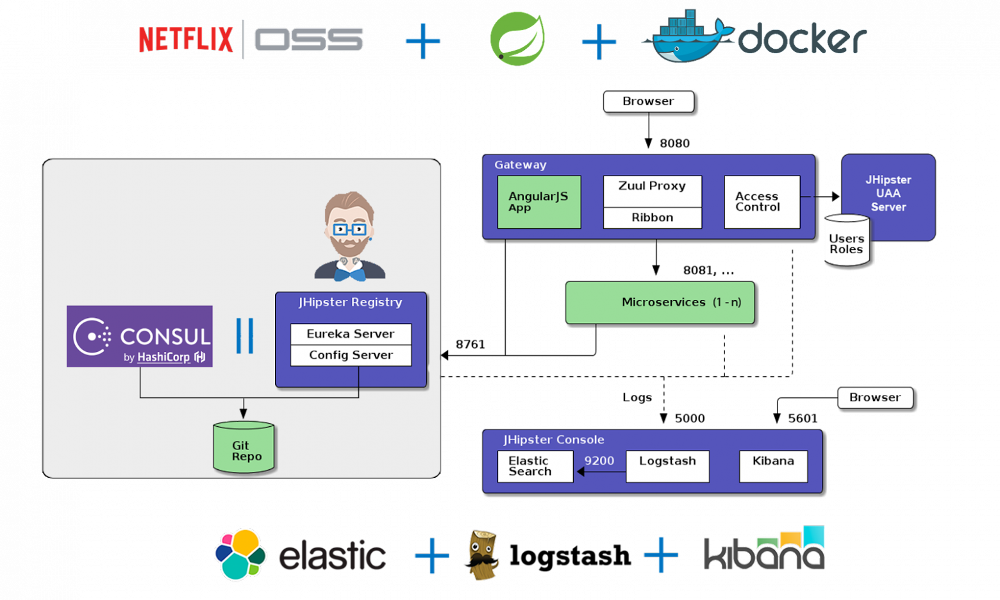 NETFLIX OSS
docker
Browser
8080
Gateway
AngularJS
App
Zuul Proxy
Ribbon
Access
Control
JHipster
UAA
Server
Users
Roles
8081, ...
Microservices (1 - n)
JHipster Registry
Eureka Server
Config Server
CONSUL
by HashiCorp
8761
Git
Repo
Logs
5000
Browser
5601
JHipster Console
Elastic
Search
9200
Logstash
Kibana
elastic
logstash
kibana